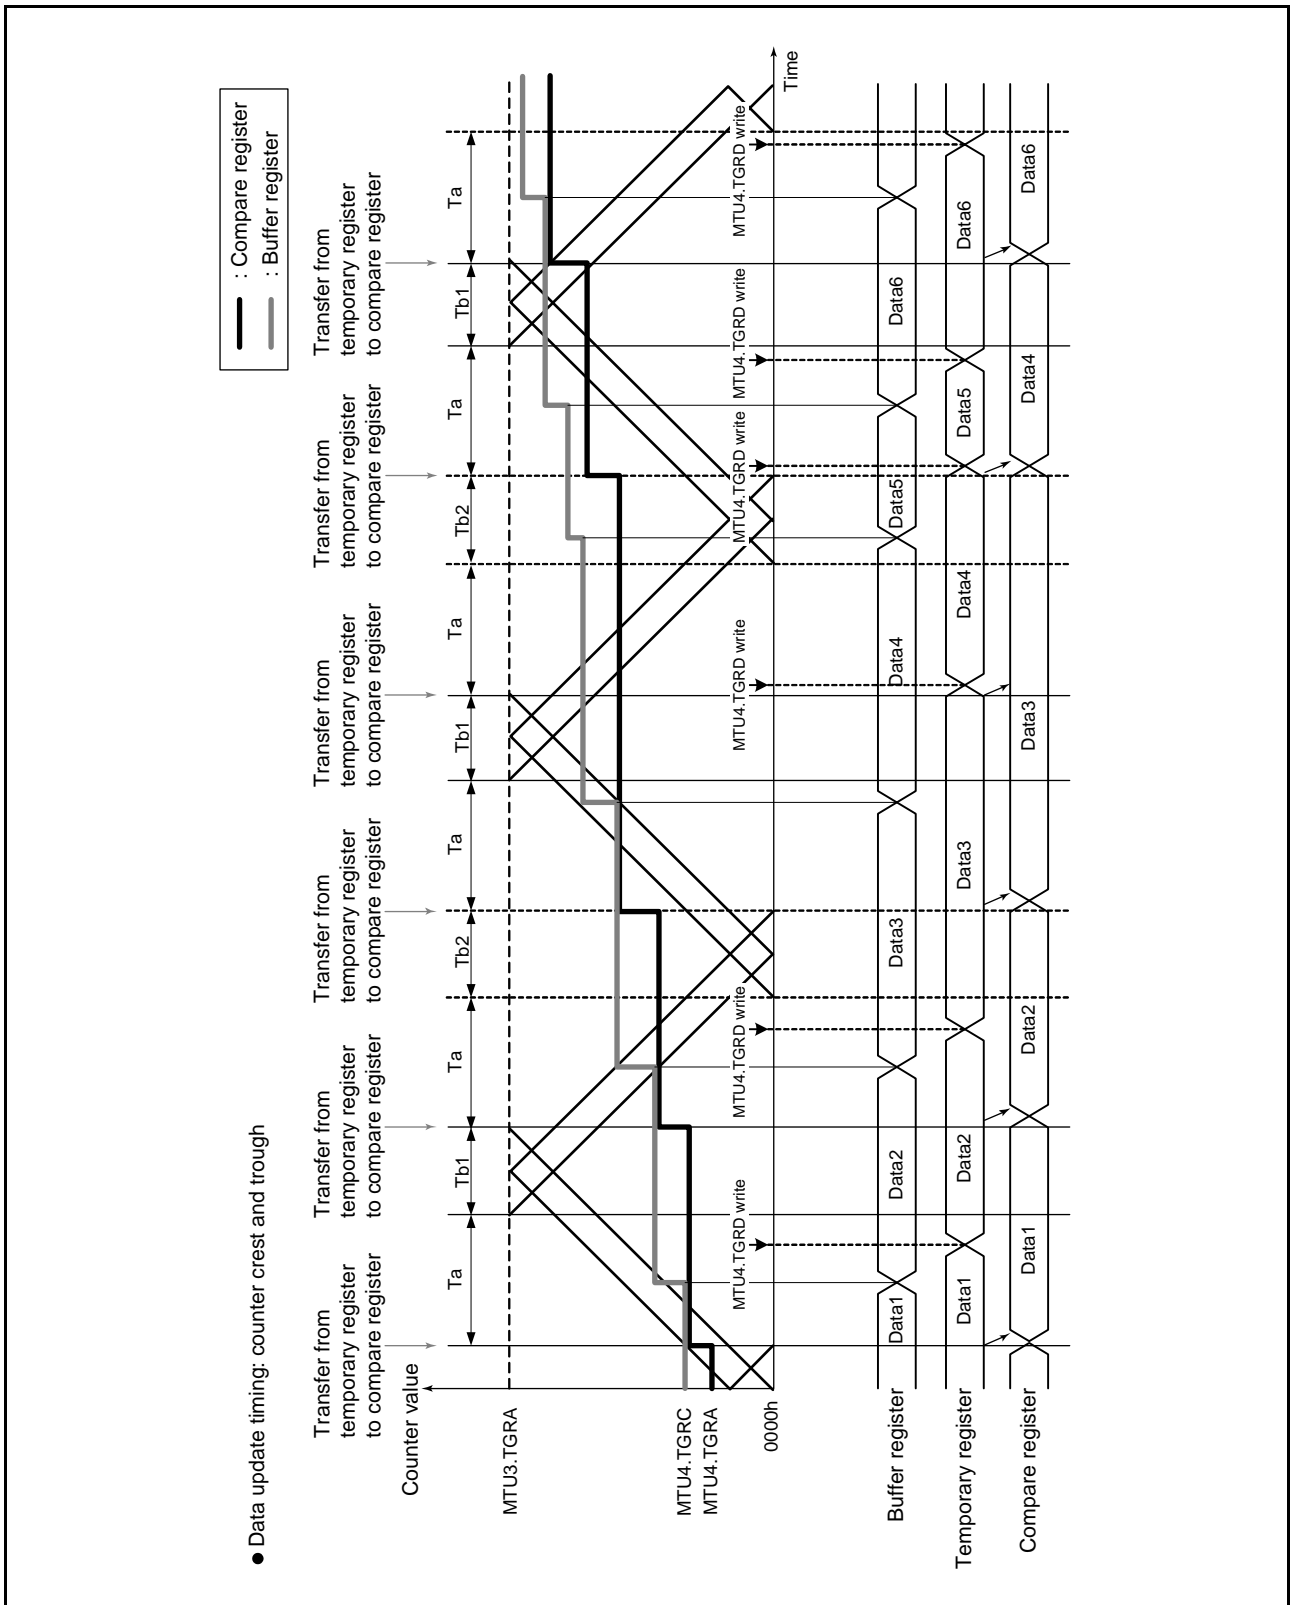 ● Data update timing: counter crest and trough
: Compare register
: Buffer register
Transfer from
temporary register
to compare register
Transfer from
temporary register
to compare register
Transfer from
temporary register
to compare register
Transfer from
temporary register
to compare register
Transfer from
temporary register
to compare register
Transfer from
temporary register
to compare register
Counter value
Ta
Tb1
Ta
Tb2
Ta
Tb1
Ta
Tb2
Ta
Tb1
Ta
MTU3.TGRA
MTU4.TGRC
MTU4.TGRA
0000h
Time
MTU4.TGRD write
MTU4.TGRD write
MTU4.TGRD write
MTU4.TGRD write
MTU4.TGRD write
MTU4.TGRD write
Buffer register
Data1
Data2
Data3
Data4
Data5
Data6
Temporary register
Data1
Data2
Data3
Data4
Data5
Data6
Compare register
Data1
Data2
Data3
Data4
Data6